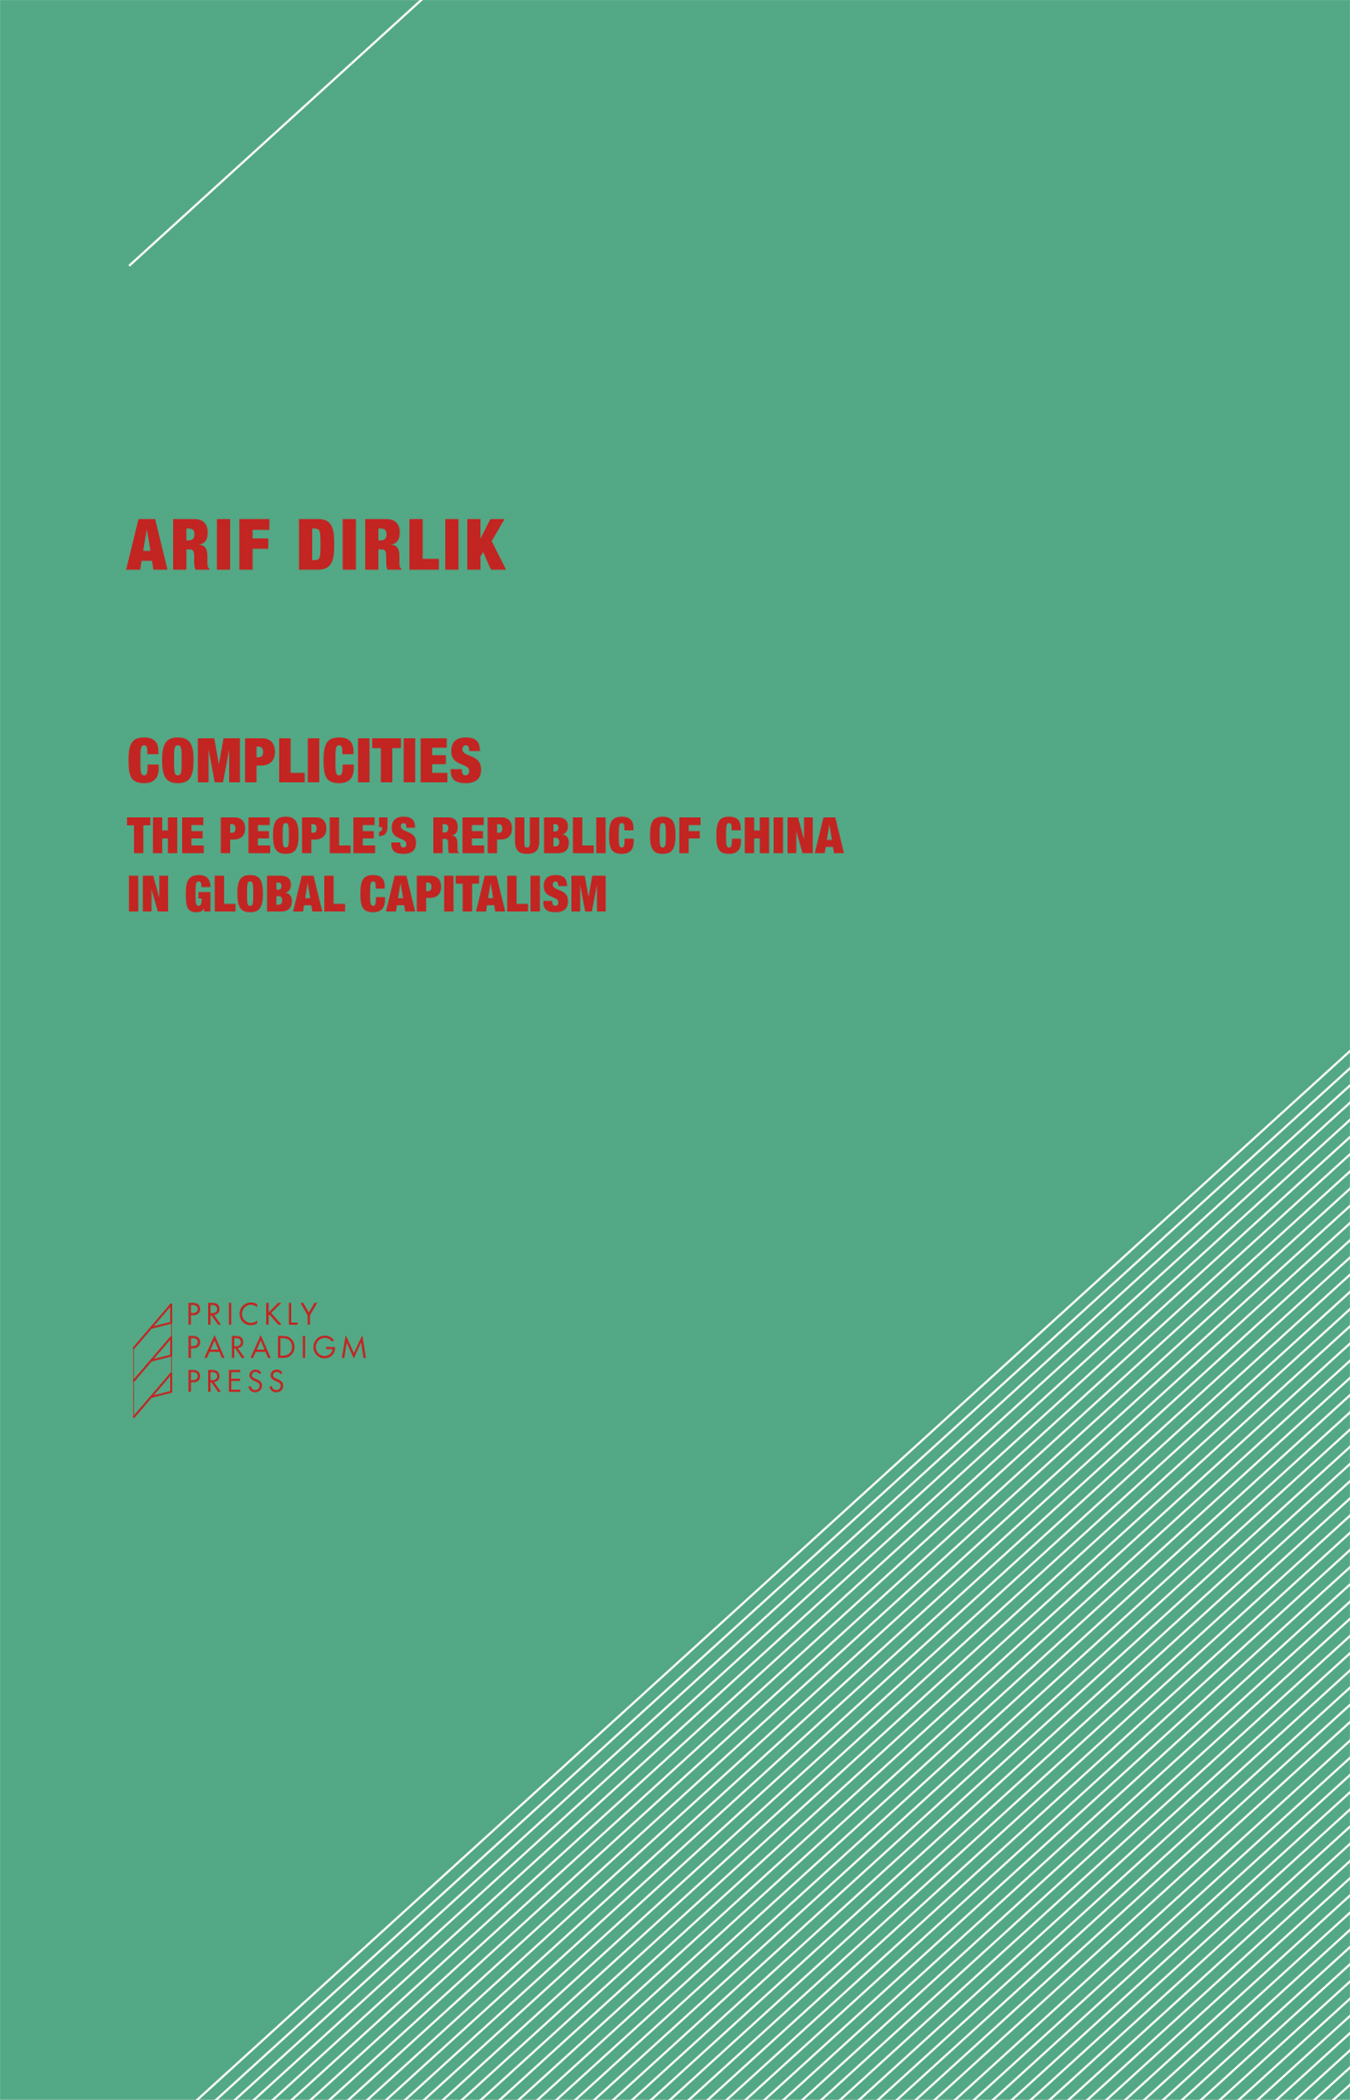 ARIF DIRLIK
COMPLICITIES
THE PEOPLE’S REPUBLIC OF CHINA
IN GLOBAL CAPITALISM
PRICKLY
PARADIGM
PRESS